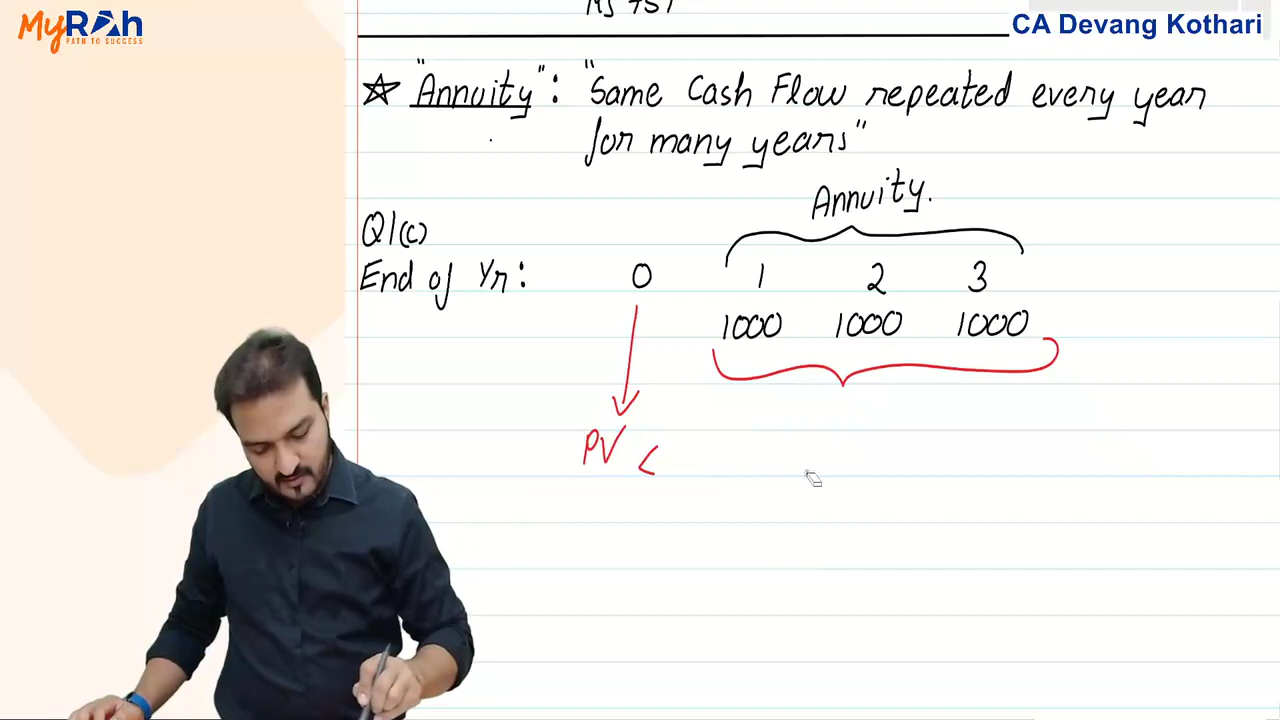 MyRAh
PATH TO SUCCESS
CA Devang Kothari
☆ "Annuity": "Same Cash Flow repeated every year
for many years"
Annuity.
Q1(c)
End of Yr: 0 1 2 3
1000 1000 1000
PV <